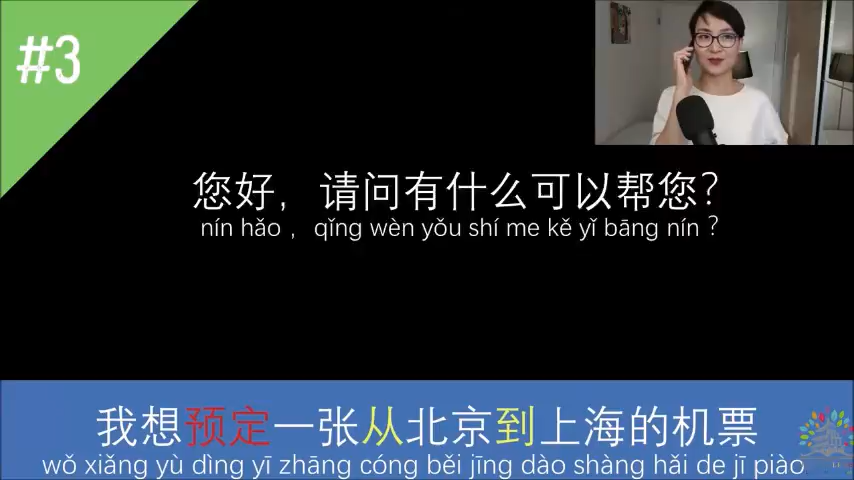 #3
您好，请问有什么可以帮您？
nín hǎo ，qǐng wèn yǒu shí me kě yǐ bāng nín ？
我想预定一张从北京到上海的机票
wǒ xiǎng yù dìng yī zhāng cóng běi jīng dào shàng hǎi de jī piào